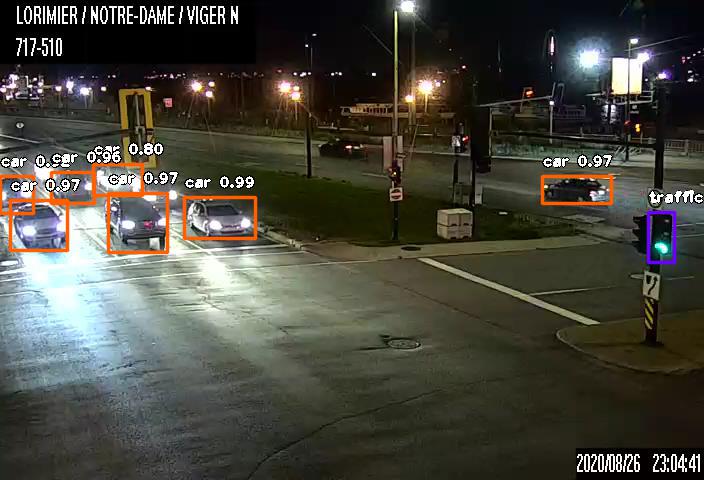 LORIMIER / NOTRE-DAME / VIGER N
717-510
car 0.80
car 0.96
car 0.97
car 0.97
car 0.97
car 0.99
traffic
2020/08/26 23:04:41